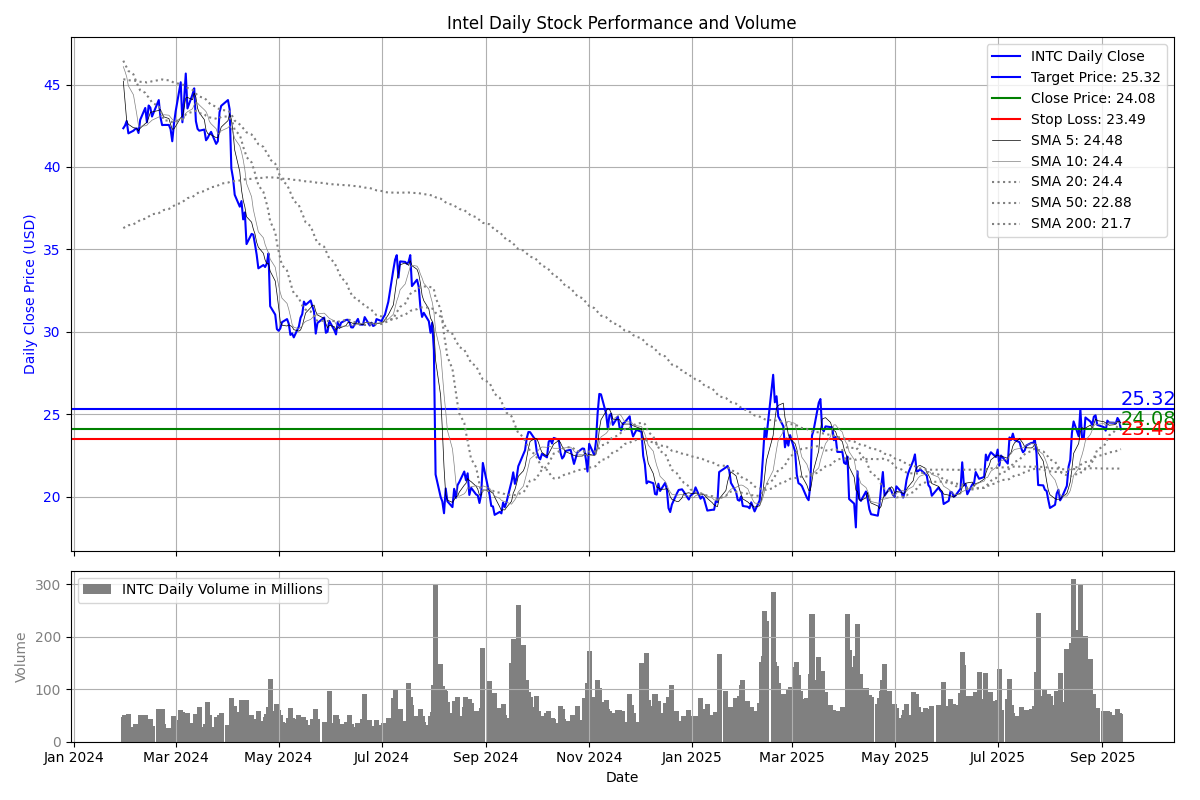 Intel Daily Stock Performance and Volume
Daily Close Price (USD)
45
40
35
30
25
20
INTC Daily Close
Target Price: 25.32
Close Price: 24.08
Stop Loss: 23.49
SMA 5: 24.48
SMA 10: 24.4
SMA 20: 24.4
SMA 50: 22.88
SMA 200: 21.7
25.32
24.08
23.49
Volume
300
200
100
0
INTC Daily Volume in Millions
Jan 2024 Mar 2024 May 2024 Jul 2024 Sep 2024 Nov 2024 Jan 2025 Mar 2025 May 2025 Jul 2025 Sep 2025
Date